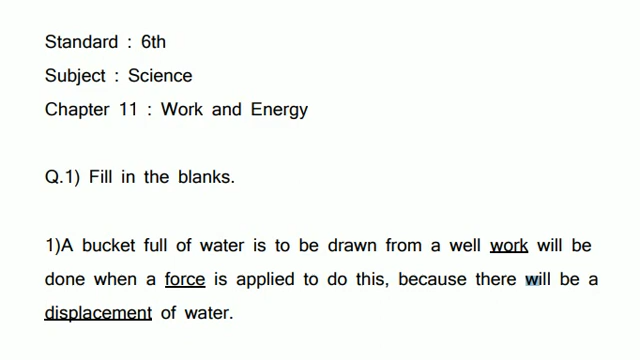 Standard : 6th
Subject : Science
Chapter 11 : Work and Energy
Q.1) Fill in the blanks.
1)A bucket full of water is to be drawn from a well work will be
done when a force is applied to do this, because there will be a
displacement of water.